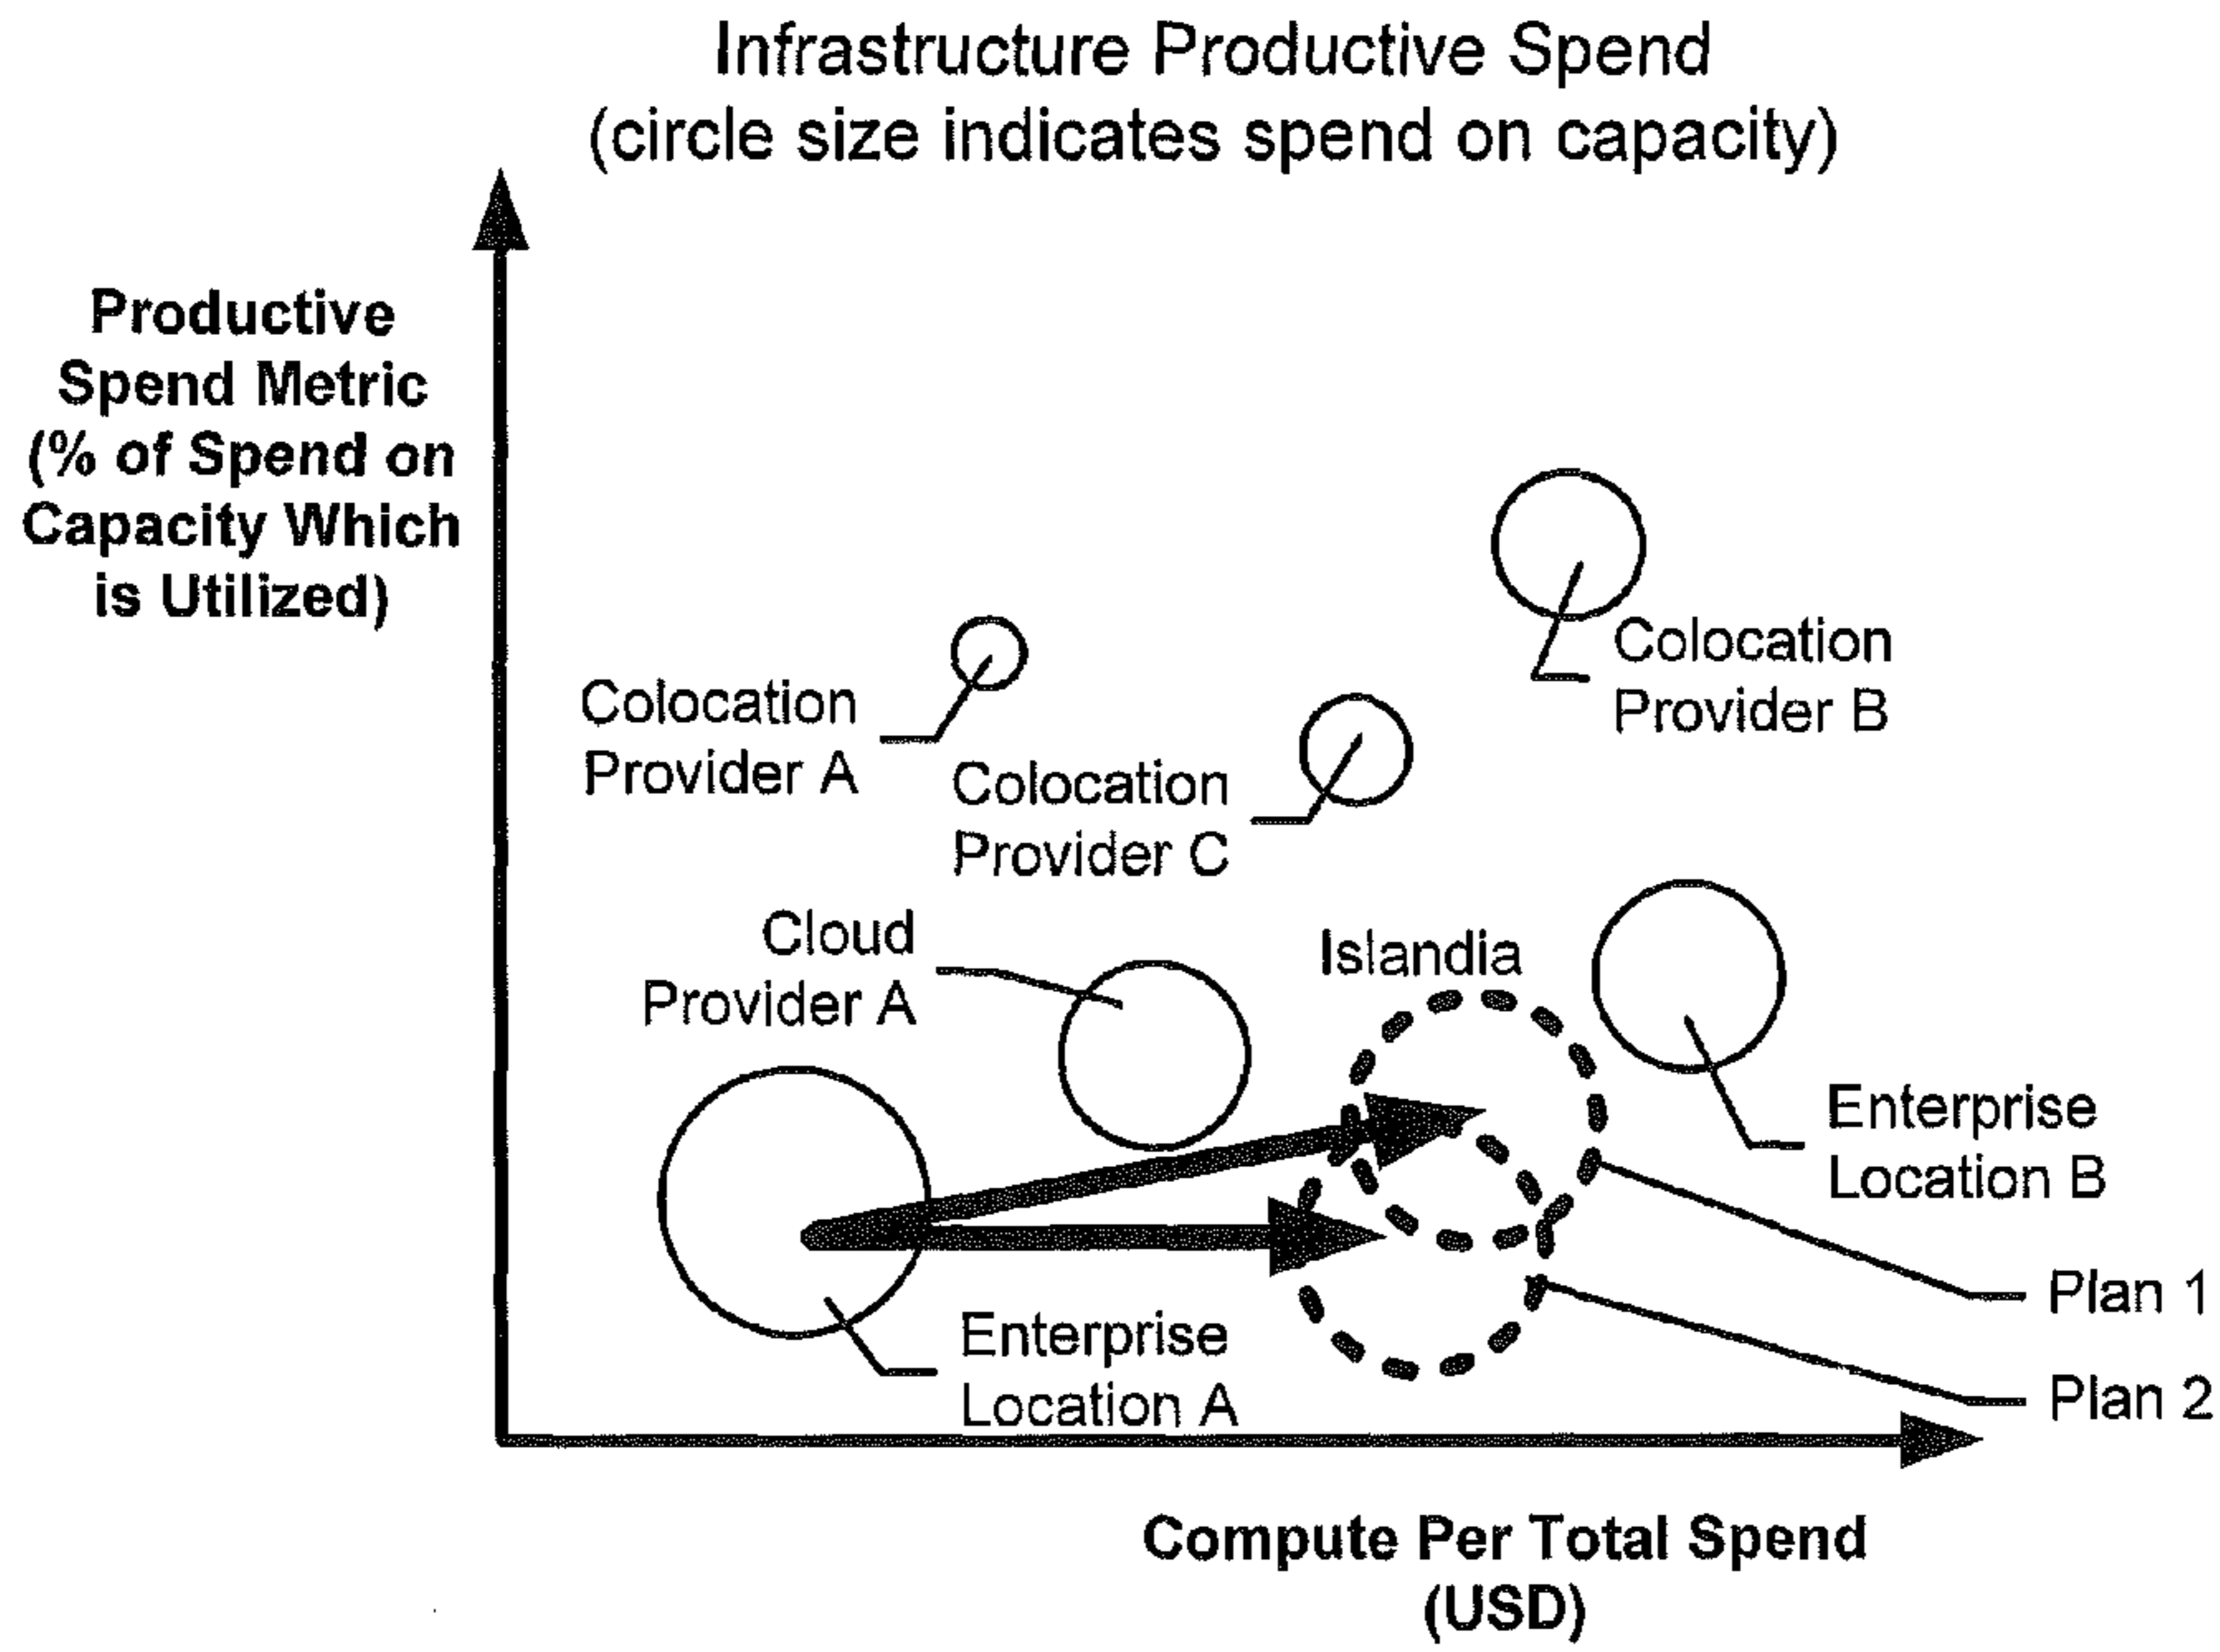 Infrastructure Productive Spend
(circle size indicates spend on capacity)
Productive
Spend Metric
(% of Spend on
Capacity Which
is Utilized)
Colocation
Provider B
Colocation
Provider A
Colocation
Provider C
Cloud
Provider A
Islandia
Enterprise
Location B
Plan 1
Enterprise
Location A
Plan 2
Compute Per Total Spend
(USD)